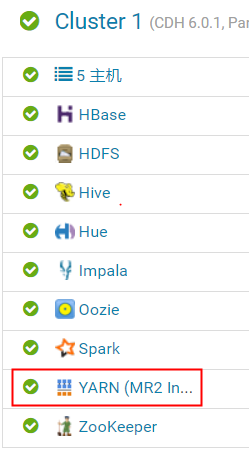 Cluster 1 (CDH 6.0.1, Par
5 主机
HBase
HDFS
Hive
Hue
Impala
Oozie
Spark
YARN (MR2 In...
ZooKeeper